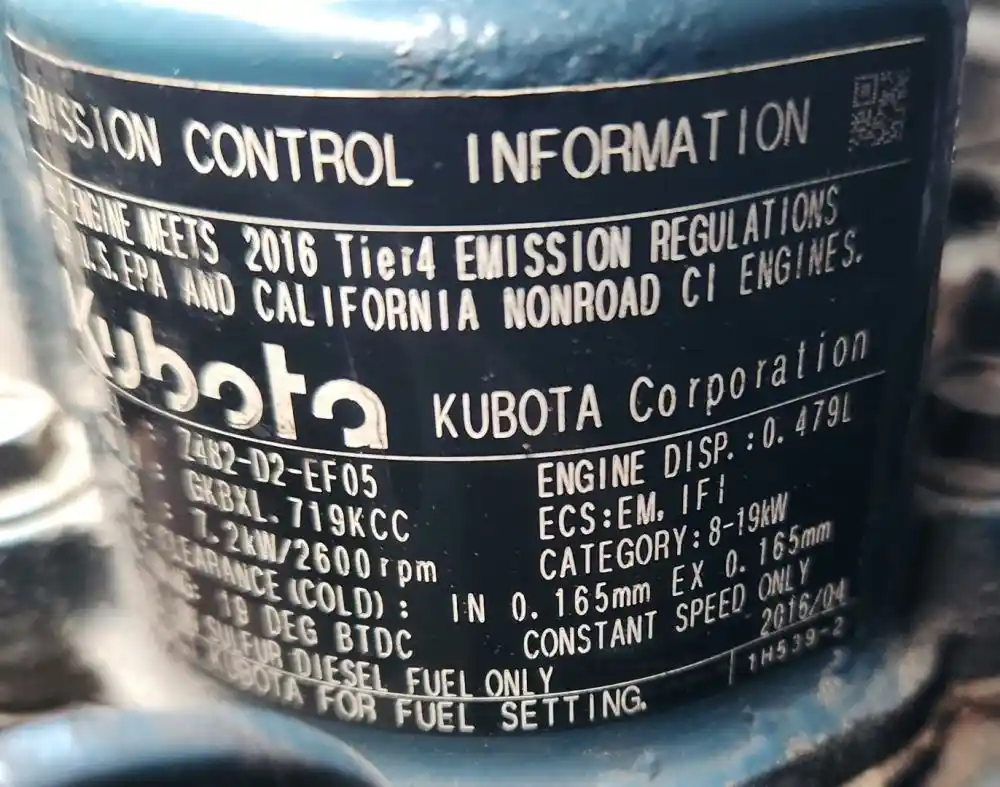 EMISSION CONTROL INFORMATION
ENGINE MEETS 2016 Tier4 EMISSION REGULATIONS
U.S.EPA AND CALIFORNIA NONROAD CI ENGINES.
Kubota KUBOTA Corporation
: Z482-D2-EF05 ENGINE DISP.:0.479L
: GKBXL.719KCC ECS:EM, IFI
: 7.2kW/2600rpm CATEGORY:8-19kW
CLEARANCE(COLD): IN 0.165mm EX 0.165mm
: 19 DEG BTDC CONSTANT SPEED ONLY
SULFUR DIESEL FUEL ONLY 2016/04
KUBOTA FOR FUEL SETTING. 1H539-2